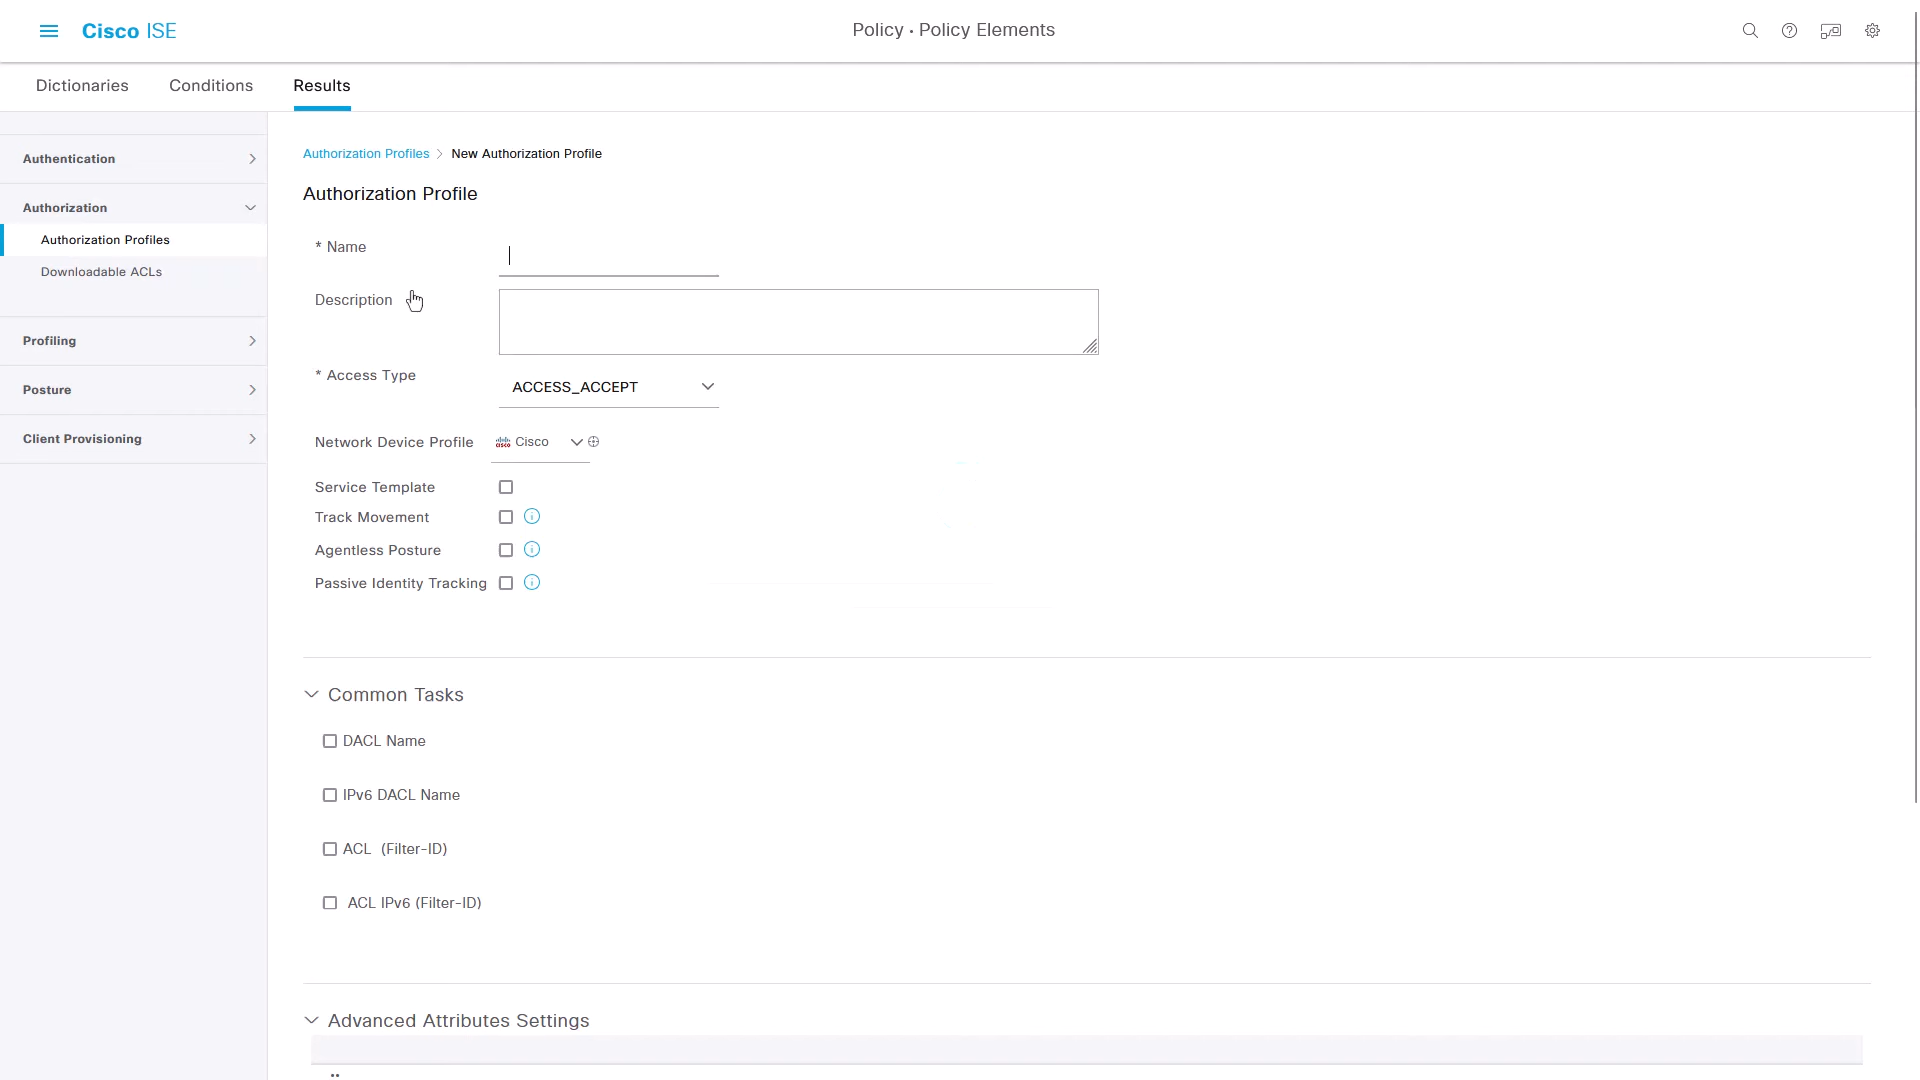 Cisco ISE
Policy · Policy Elements
Dictionaries
Conditions
Results
Authentication
Authorization
Authorization Profiles
Downloadable ACLs
Profiling
Posture
Client Provisioning
Authorization Profiles > New Authorization Profile
Authorization Profile
* Name
Description
* Access Type
ACCESS_ACCEPT
Network Device Profile
Cisco
Service Template
Track Movement
Agentless Posture
Passive Identity Tracking
Common Tasks
DACL Name
IPv6 DACL Name
ACL (Filter-ID)
ACL IPv6 (Filter-ID)
Advanced Attributes Settings